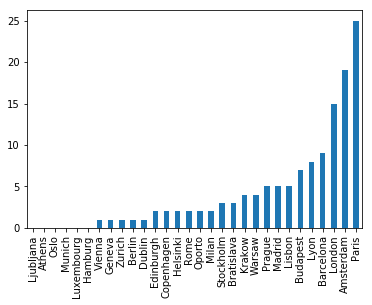 25
20
15
10
5
0
Ljubljana
Athens
Oslo
Munich
Luxembourg
Hamburg
Vienna
Geneva
Zurich
Berlin
Dublin
Edinburgh
Copenhagen
Helsinki
Rome
Oporto
Milan
Stockholm
Bratislava
Krakow
Warsaw
Prague
Madrid
Lisbon
Budapest
Lyon
Barcelona
London
Amsterdam
Paris